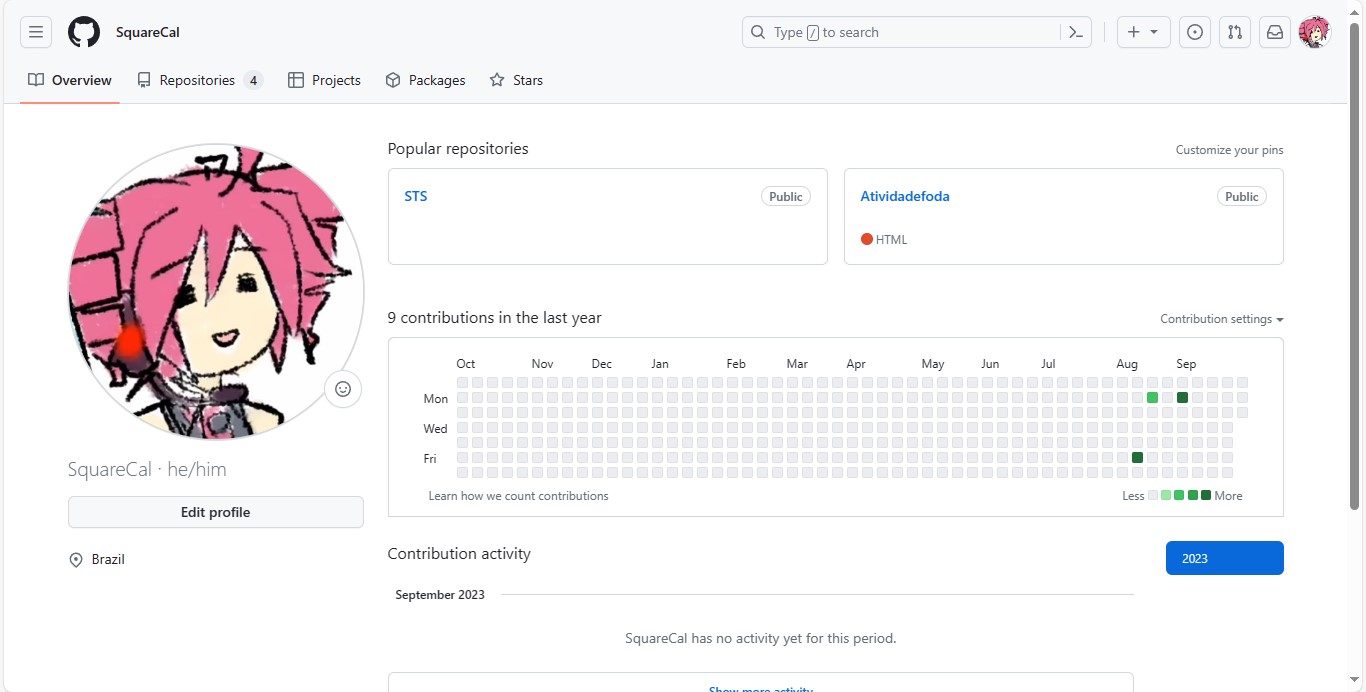 SquareCal
Type / to search
Overview
Repositories 4
Projects
Packages
Stars
Popular repositories
Customize your pins
STS
Public
Atividadefoda
Public
HTML
9 contributions in the last year
Contribution settings
Oct Nov Dec Jan Feb Mar Apr May Jun Jul Aug Sep
Mon
Wed
Fri
Learn how we count contributions
Less
More
SquareCal · he/him
Edit profile
Brazil
Contribution activity
2023
September 2023
SquareCal has no activity yet for this period.
Show more activity